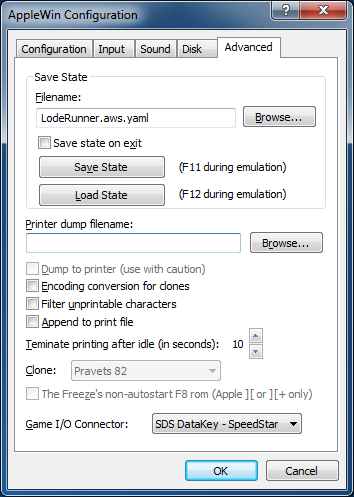 AppleWin Configuration
Configuration
Input
Sound
Disk
Advanced
Save State
Filename:
LodeRunner.aws.yaml
Browse...
Save state on exit
Save State
(F11 during emulation)
Load State
(F12 during emulation)
Printer dump filename:
Browse...
Dump to printer (use with caution)
Encoding conversion for clones
Filter unprintable characters
Append to print file
Teminate printing after idle (in seconds):
10
Clone:
Pravets 82
The Freeze's non-autostart F8 rom (Apple ][ or ][+ only)
Game I/O Connector:
SDS DataKey - SpeedStar
OK
Cancel